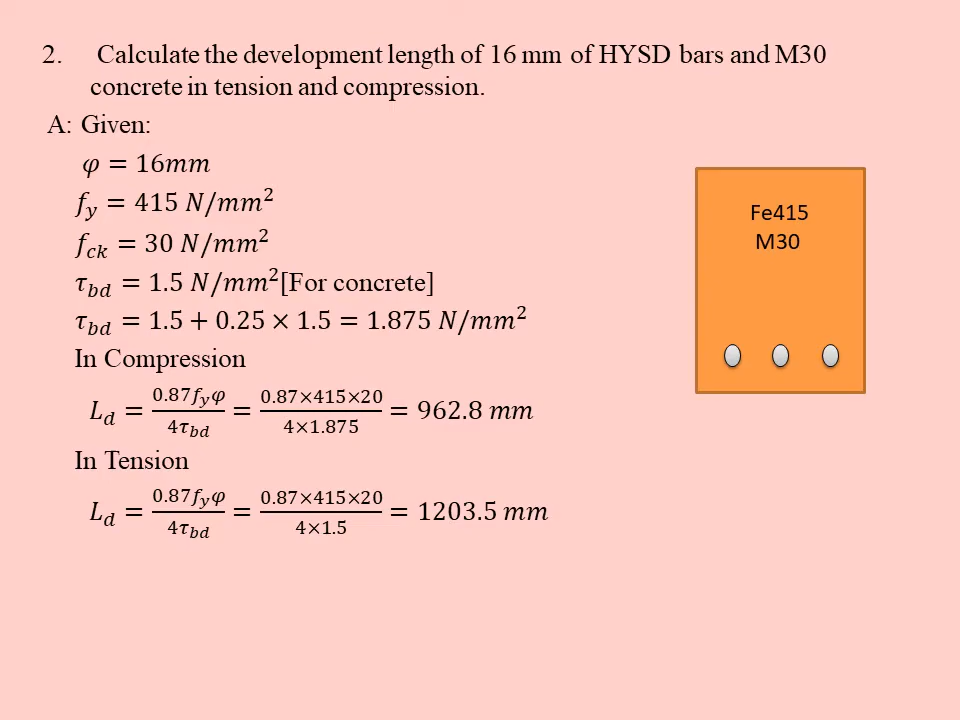 2. Calculate the development length of 16 mm of HYSD bars and M30
concrete in tension and compression.
A: Given:
φ = 16mm
f_y = 415 N/mm²
f_ck = 30 N/mm²
τ_bd = 1.5 N/mm²[For concrete]
τ_bd = 1.5 + 0.25 × 1.5 = 1.875 N/mm²
In Compression
L_d = 0.87f_yφ/4τ_bd = 0.87×415×20/4×1.875 = 962.8 mm
In Tension
L_d = 0.87f_yφ/4τ_bd = 0.87×415×20/4×1.5 = 1203.5 mm
Fe415
M30